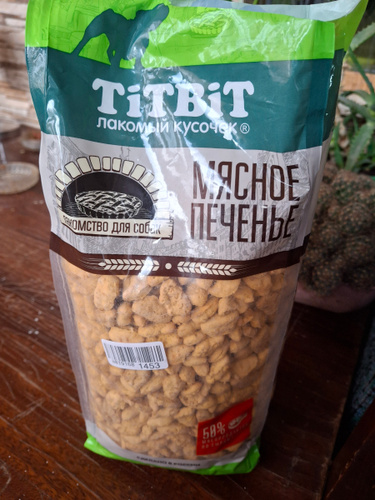 TiTBiT
лакомый кусочек®
МЯСНОЕ
ПЕЧЕНЬЕ
ЛАКОМСТВО ДЛЯ СОБАК
1453